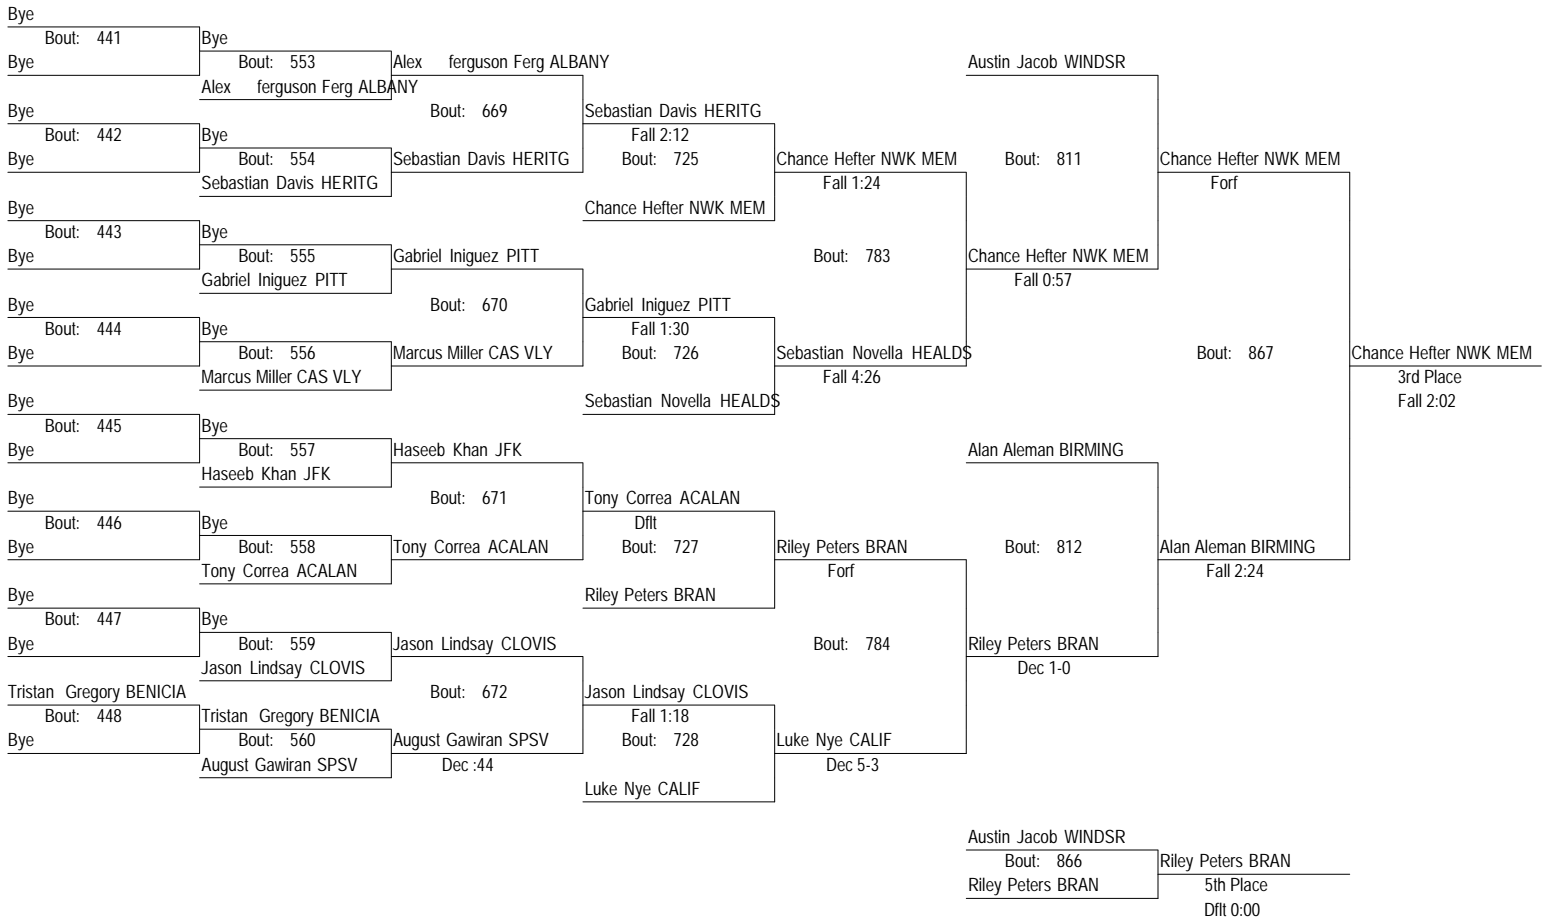 Bye
Bout: 441
Bye
Bye
Bout: 442
Bye
Bye
Bout: 443
Bye
Bye
Bout: 444
Bye
Bye
Bout: 445
Bye
Bye
Bout: 446
Bye
Bye
Bout: 447
Bye
Tristan Gregory BENICIA
Bout: 448
Bye
Bye
Bout: 553
Alex ferguson Ferg ALBANY
Bye
Bout: 554
Sebastian Davis HERITG
Bye
Bout: 555
Gabriel Iniguez PITT
Bye
Bout: 556
Marcus Miller CAS VLY
Bye
Bout: 557
Haseeb Khan JFK
Bye
Bout: 558
Tony Correa ACALAN
Bye
Bout: 559
Jason Lindsay CLOVIS
Tristan Gregory BENICIA
Bout: 560
August Gawiran SPSV
Alex ferguson Ferg ALBANY
Bout: 669
Sebastian Davis HERITG
Gabriel Iniguez PITT
Bout: 670
Marcus Miller CAS VLY
Haseeb Khan JFK
Bout: 671
Tony Correa ACALAN
Jason Lindsay CLOVIS
Bout: 672
August Gawiran SPSV
Dec :44
Sebastian Davis HERITG
Fall 2:12
Bout: 725
Chance Hefter NWK MEM
Gabriel Iniguez PITT
Fall 1:30
Bout: 726
Sebastian Novella HEALDS
Tony Correa ACALAN
Dflt
Bout: 727
Riley Peters BRAN
Jason Lindsay CLOVIS
Fall 1:18
Bout: 728
Luke Nye CALIF
Chance Hefter NWK MEM
Fall 1:24
Bout: 783
Sebastian Novella HEALDS
Fall 4:26
Riley Peters BRAN
Forf
Bout: 784
Luke Nye CALIF
Dec 5-3
Austin Jacob WINDSR
Bout: 811
Chance Hefter NWK MEM
Fall 0:57
Alan Aleman BIRMING
Bout: 812
Riley Peters BRAN
Dec 1-0
Chance Hefter NWK MEM
Forf
Bout: 867
Alan Aleman BIRMING
Fall 2:24
Chance Hefter NWK MEM
3rd Place
Fall 2:02
Austin Jacob WINDSR
Bout: 866
Riley Peters BRAN
Riley Peters BRAN
5th Place
Dflt 0:00